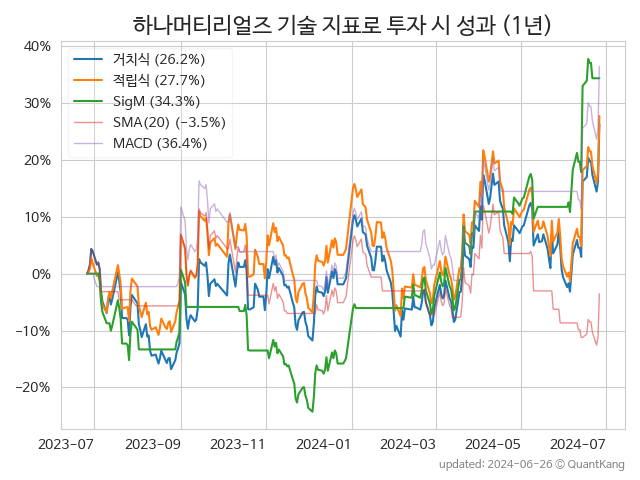 하나머티리얼즈 기술 지표로 투자 시 성과 (1년)
40%
30%
20%
10%
0%
−10%
−20%
거치식 (26.2%)
적립식 (27.7%)
SigM (34.3%)
SMA(20) (−3.5%)
MACD (36.4%)
2023-07 2023-09 2023-11 2024-01 2024-03 2024-05 2024-07
updated: 2024-06-26 ⓒ QuantKang